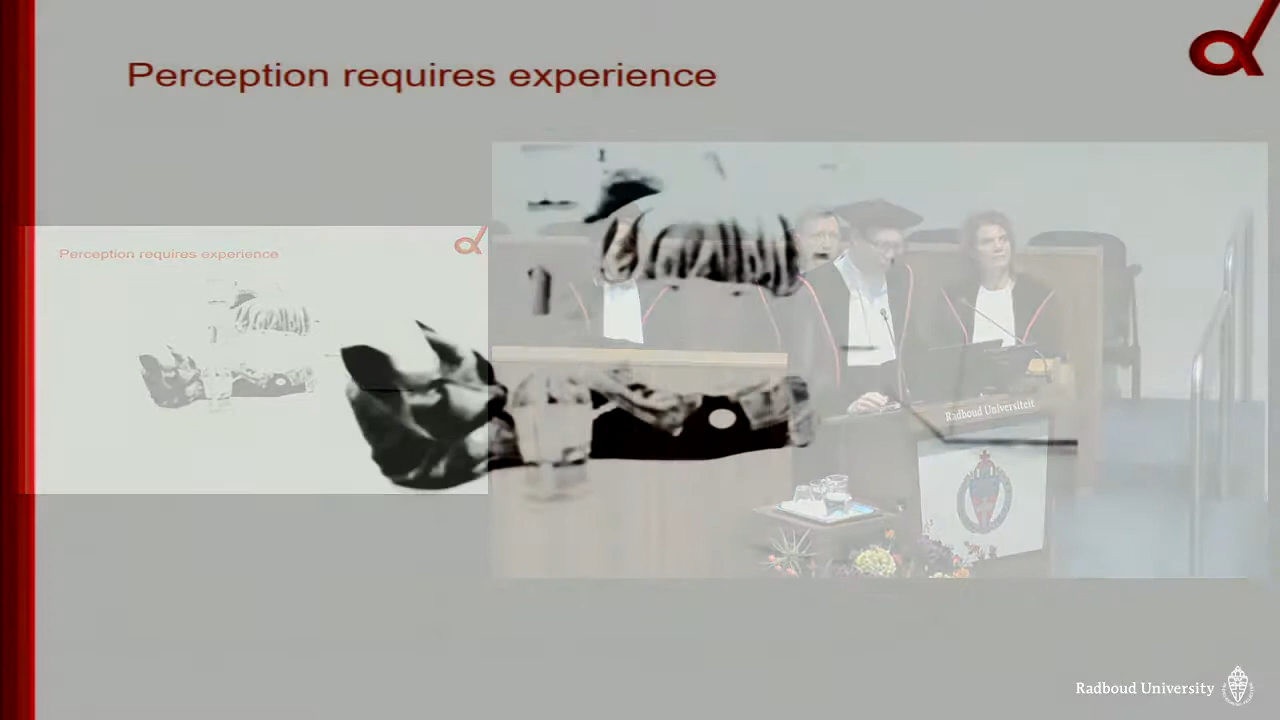 Perception requires experience
Perception requires experience
Radboud Universiteit
Radboud University